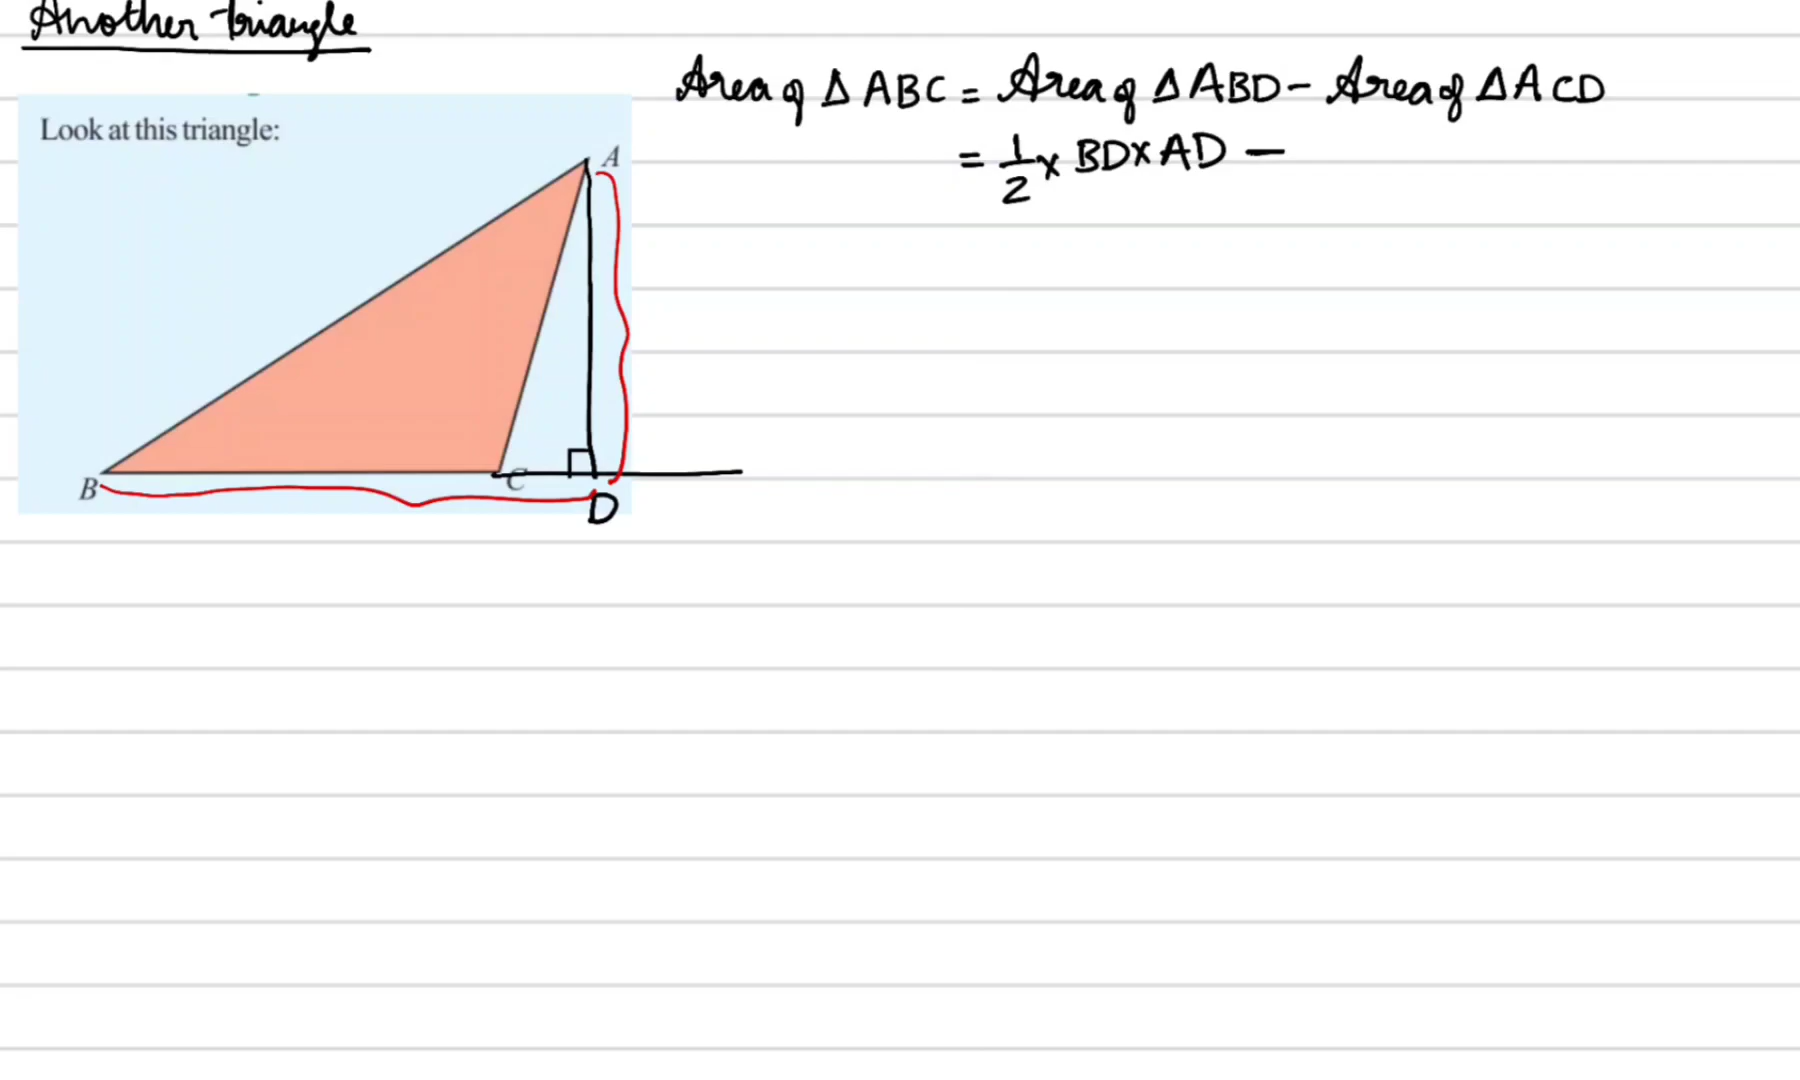 Another triangle
Area of Δ ABC = Area of Δ ABD - Area of Δ ACD
= 1/2 x BD x AD -
Look at this triangle:
A
B
C
D